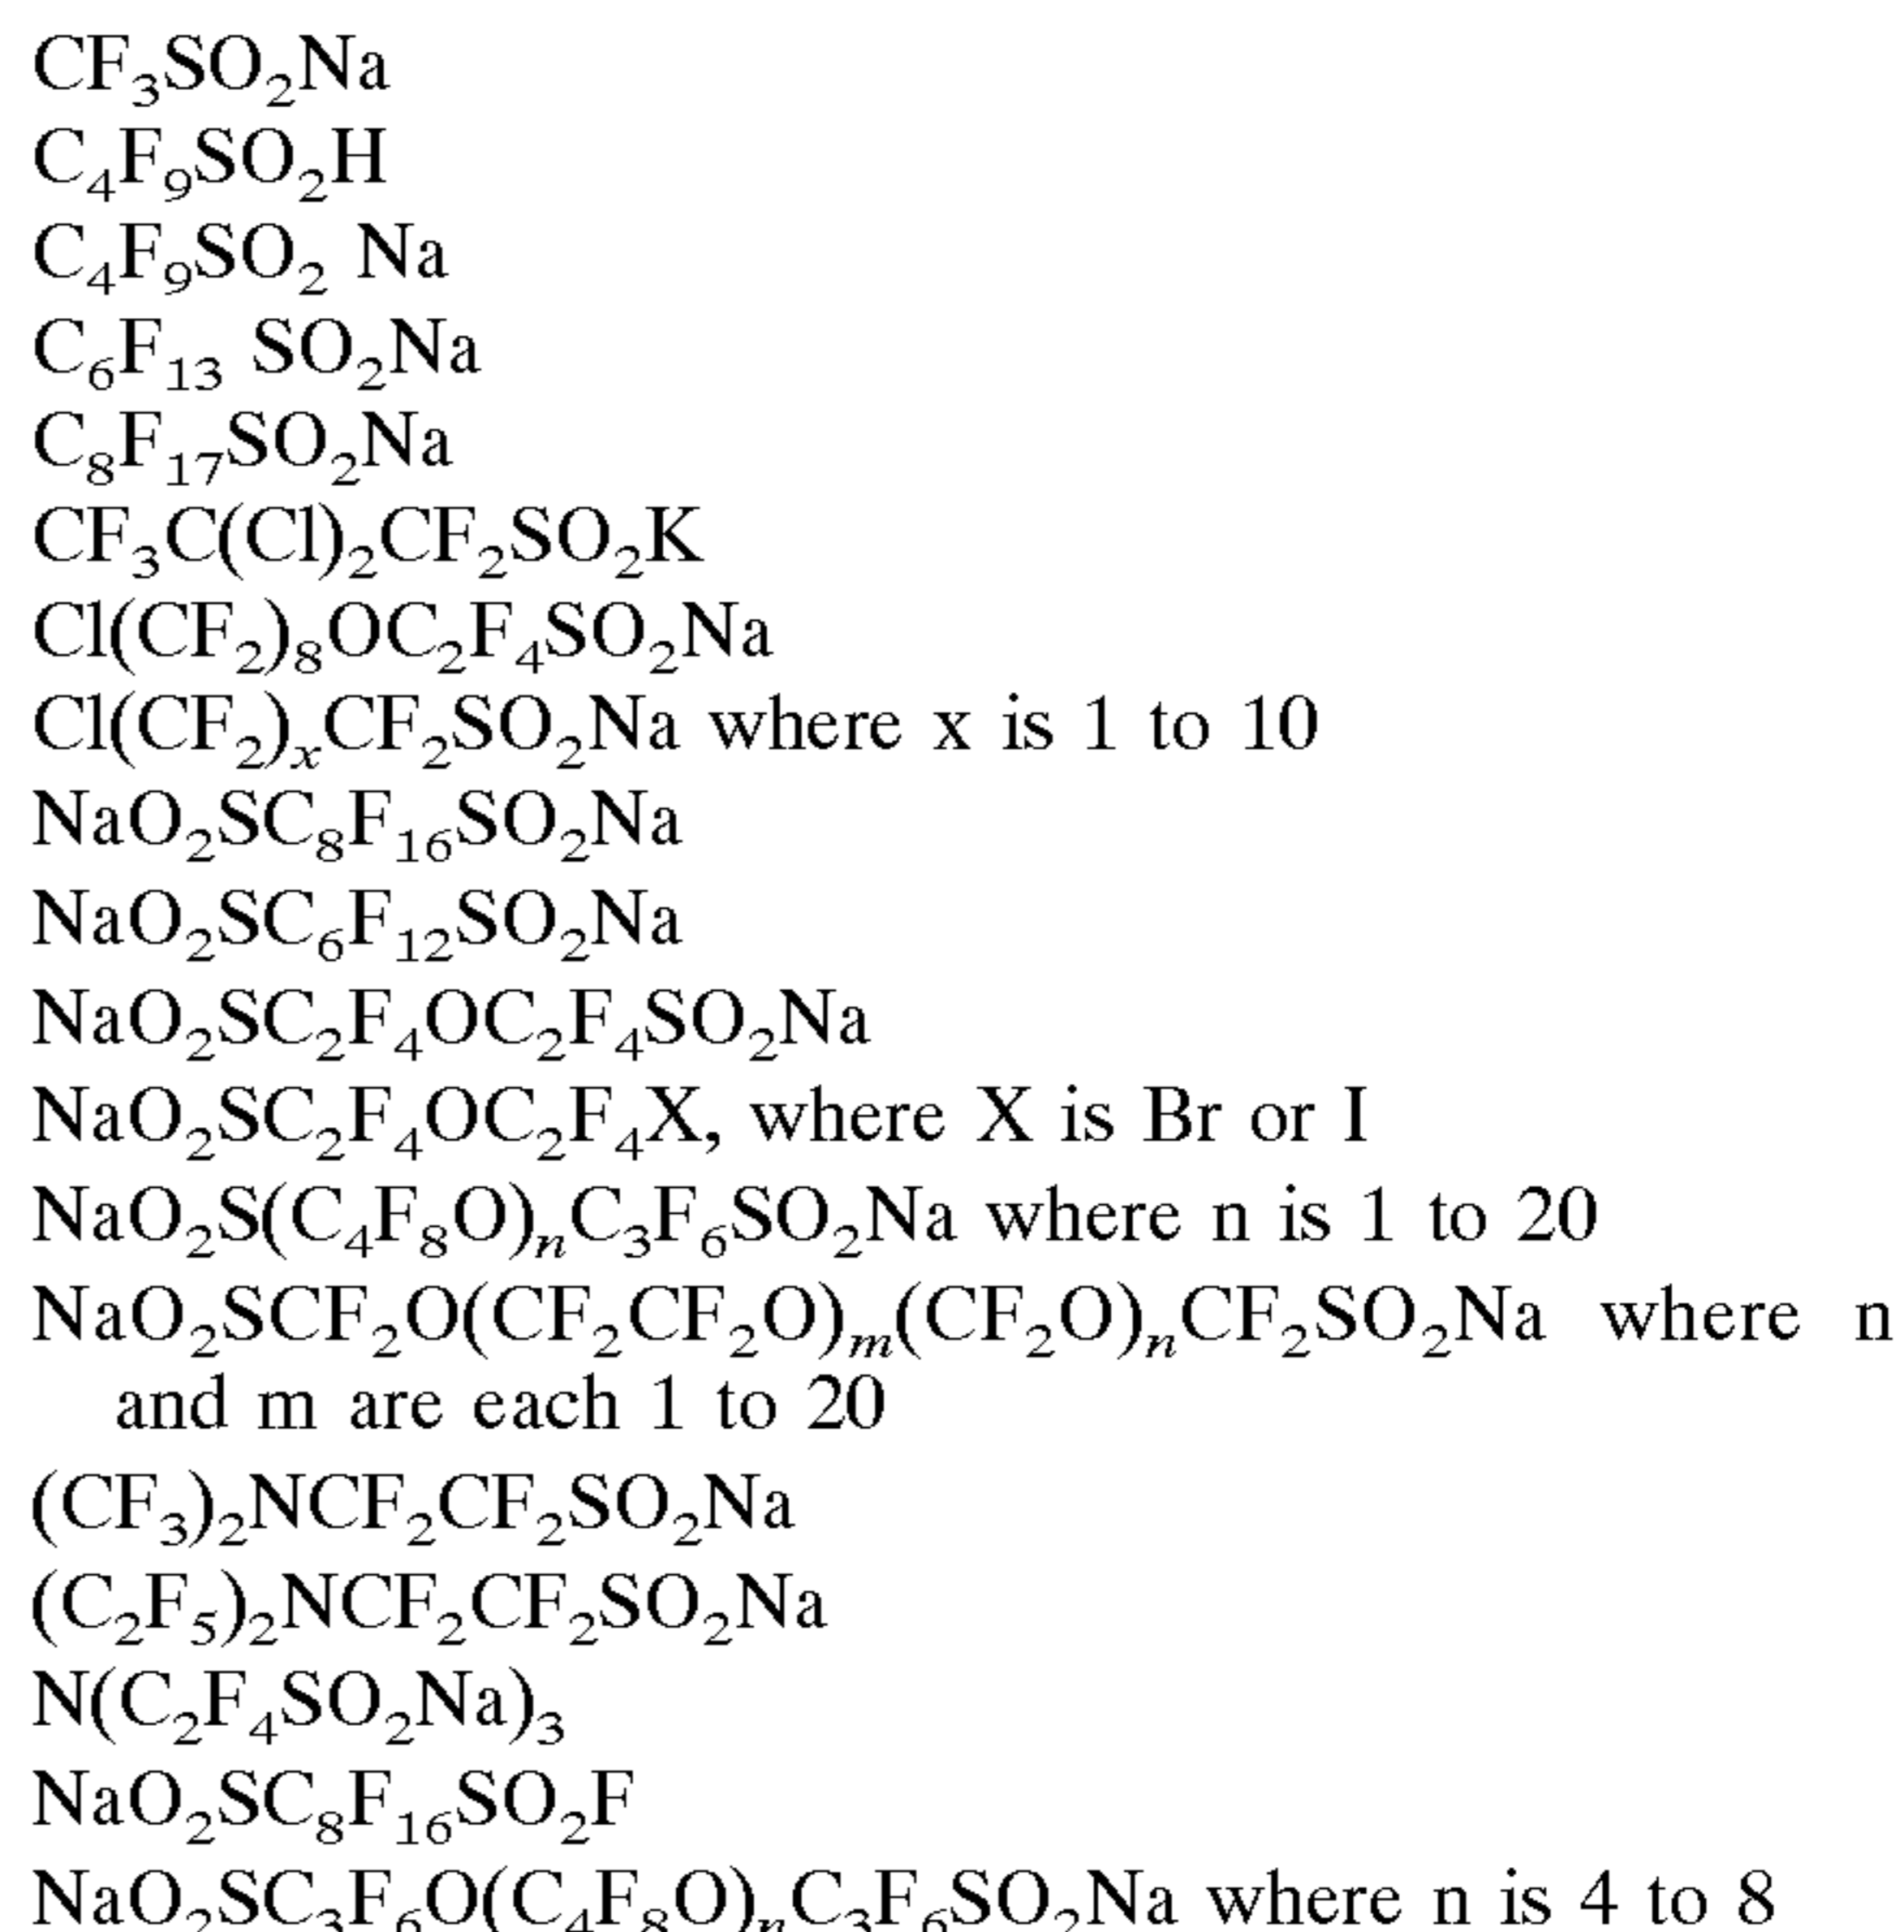 CF₃SO₂Na
C₄F₉SO₂H
C₄F₉SO₂ Na
C₆F₁₃ SO₂Na
C₈F₁₇SO₂Na
CF₃C(Cl)₂CF₂SO₂K
Cl(CF₂)₈OC₂F₄SO₂Na
Cl(CF₂)ₓCF₂SO₂Na where x is 1 to 10
NaO₂SC₈F₁₆SO₂Na
NaO₂SC₆F₁₂SO₂Na
NaO₂SC₂F₄OC₂F₄SO₂Na
NaO₂SC₂F₄OC₂F₄X, where X is Br or I
NaO₂S(C₄F₈O)ₙC₃F₆SO₂Na where n is 1 to 20
NaO₂SCF₂O(CF₂CF₂O)ₘ(CF₂O)ₙCF₂SO₂Na where n
and m are each 1 to 20
(CF₃)₂NCF₂CF₂SO₂Na
(C₂F₅)₂NCF₂CF₂SO₂Na
N(C₂F₄SO₂Na)₃
NaO₂SC₈F₁₆SO₂F
NaO₂SC₃F₆O(C₄F₈O)ₙC₃F₆SO₂Na where n is 4 to 8